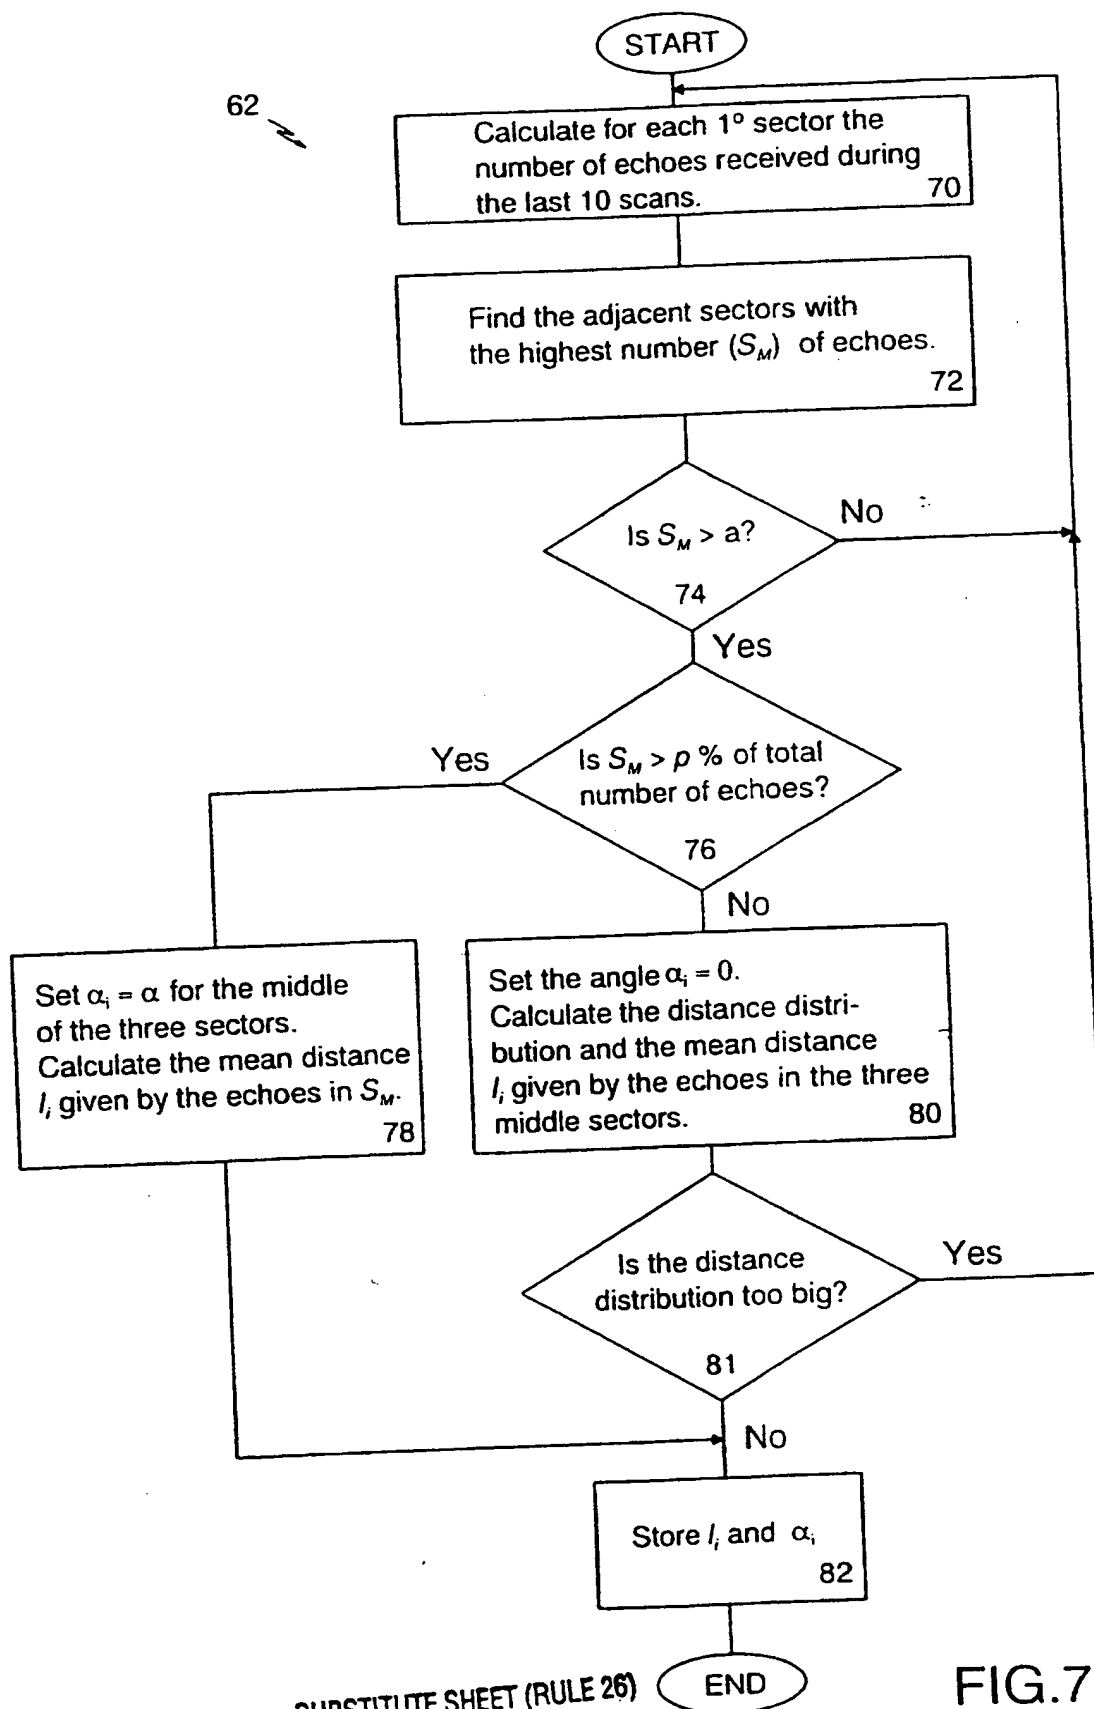 START
62
Calculate for each 1° sector the
number of echoes received during
the last 10 scans.
70
Find the adjacent sectors with
the highest number (S_M) of echoes.
72
Is S_M > a?
74
No
Yes
Is S_M > p % of total
number of echoes?
76
Yes
No
Set α_i = α for the middle
of the three sectors.
Calculate the mean distance
l_i given by the echoes in S_M.
78
Set the angle α_i = 0.
Calculate the distance distri-
bution and the mean distance
l_i given by the echoes in the three
middle sectors.
80
Is the distance
distribution too big?
81
Yes
No
Store l_i and α_i
82
END
SUBSTITUTE SHEET (RULE 26)
FIG.7